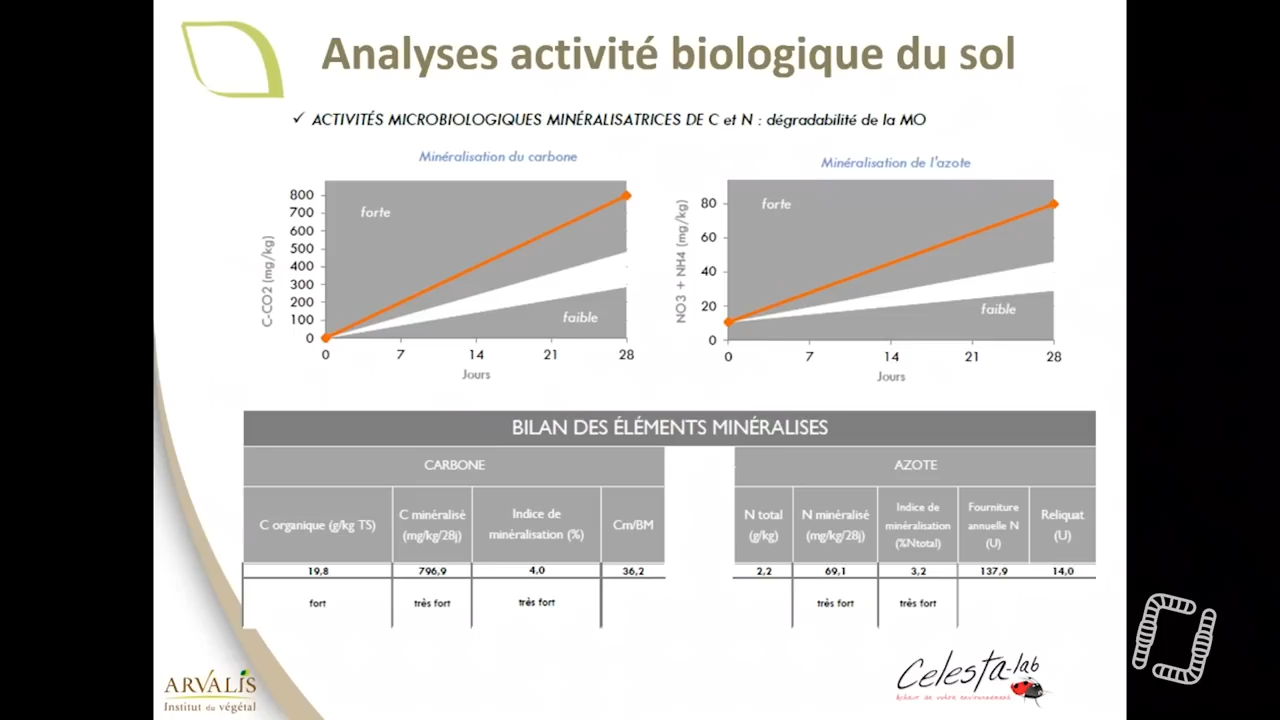 Analyses activité biologique du sol
✓ ACTIVITÉS MICROBIOLOGIQUES MINÉRALISATRICES DE C et N : dégradabilité de la MO
Minéralisation du carbone
C-CO2 (mg/kg)
800
700
600
500
400
300
200
100
0
forte
faible
0 7 14 21 28
Jours
Minéralisation de l'azote
NO3 + NH4 (mg/kg)
80
60
40
20
0
forte
faible
0 7 14 21 28
Jours
BILAN DES ÉLÉMENTS MINÉRALISES
CARBONE
C organique (g/kg TS)
C minéralisé
(mg/kg/28j)
Indice de
minéralisation (%)
Cm/BM
19,8 796,9 4,0 36,2
fort très fort très fort
AZOTE
N total
(g/kg)
N minéralisé
(mg/kg/28j)
Indice de
minéralisation
(%Ntotal)
Fourniture
annuelle N
(U)
Reliquat
(U)
2,2 69,1 3,2 137,9 14,0
très fort très fort
ARVALIS
Institut du végétal
Celesta-lab
de votre environnement